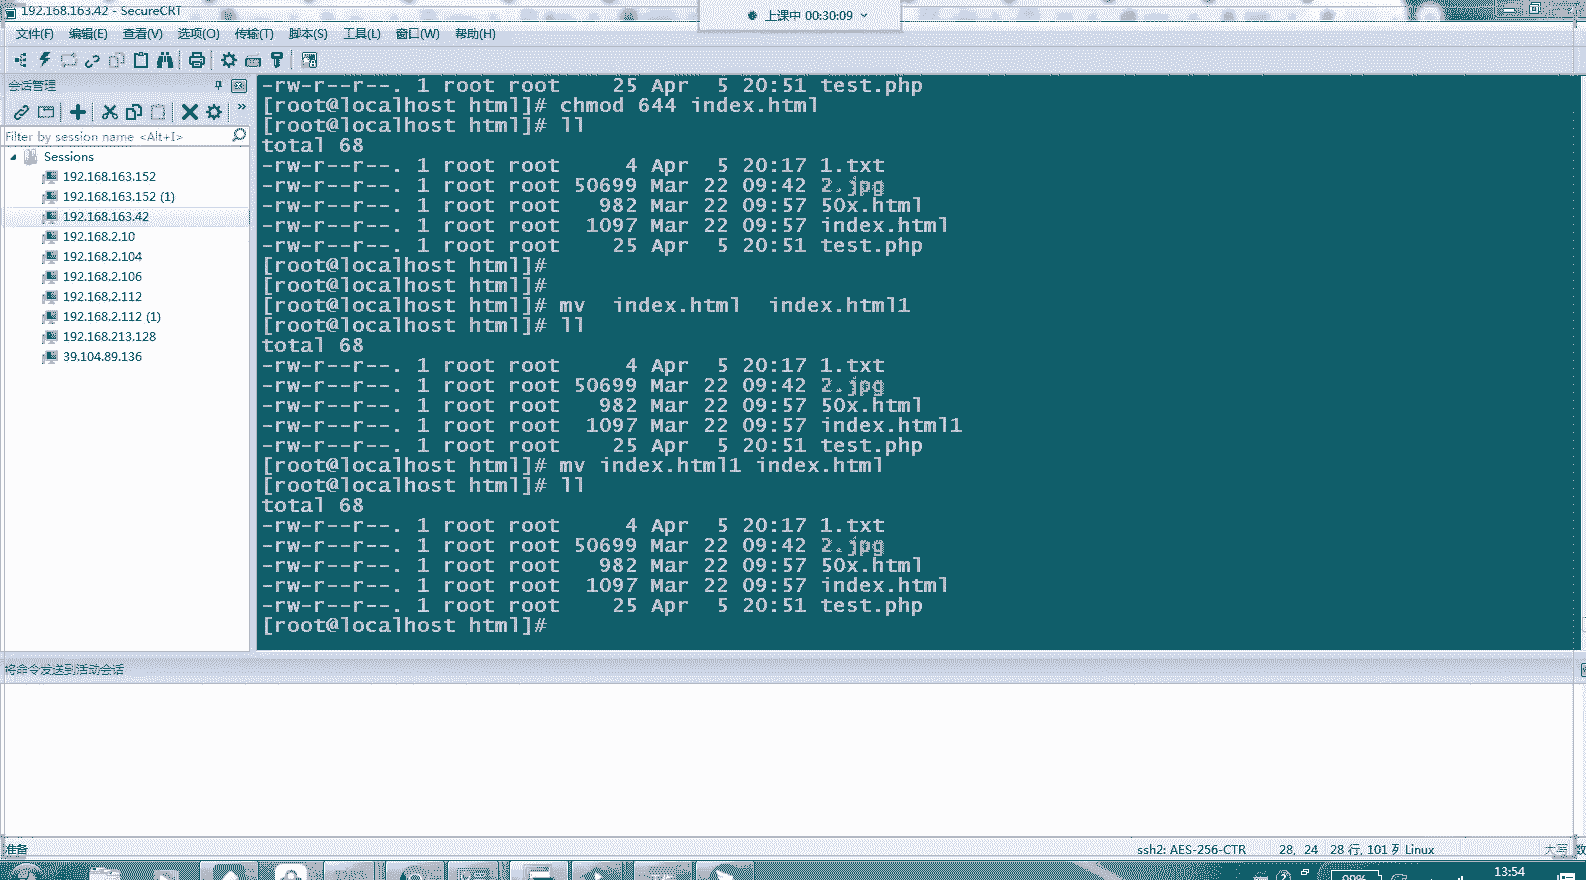 192.168.163.42 - SecureCRT
上课中 00:30:09
文件(F) 编辑(E) 查看(V) 选项(O) 传输(T) 脚本(S) 工具(L) 窗口(W) 帮助(H)
会话管理
Filter by session name <Alt+I>
Sessions
192.168.163.152
192.168.163.152 (1)
192.168.163.42
192.168.2.10
192.168.2.104
192.168.2.106
192.168.2.112
192.168.2.112 (1)
192.168.213.128
39.104.89.136
-rw-r--r--. 1 root root    25 Apr  5 20:51 test.php
[root@localhost html]# chmod 644 index.html
[root@localhost html]# ll
total 68
-rw-r--r--. 1 root root     4 Apr  5 20:17 1.txt
-rw-r--r--. 1 root root 50699 Mar 22 09:42 2.jpg
-rw-r--r--. 1 root root   982 Mar 22 09:57 50x.html
-rw-r--r--. 1 root root  1097 Mar 22 09:57 index.html
-rw-r--r--. 1 root root    25 Apr  5 20:51 test.php
[root@localhost html]#
[root@localhost html]#
[root@localhost html]# mv  index.html  index.html1
[root@localhost html]# ll
total 68
-rw-r--r--. 1 root root     4 Apr  5 20:17 1.txt
-rw-r--r--. 1 root root 50699 Mar 22 09:42 2.jpg
-rw-r--r--. 1 root root   982 Mar 22 09:57 50x.html
-rw-r--r--. 1 root root  1097 Mar 22 09:57 index.html1
-rw-r--r--. 1 root root    25 Apr  5 20:51 test.php
[root@localhost html]# mv index.html1 index.html
[root@localhost html]# ll
total 68
-rw-r--r--. 1 root root     4 Apr  5 20:17 1.txt
-rw-r--r--. 1 root root 50699 Mar 22 09:42 2.jpg
-rw-r--r--. 1 root root   982 Mar 22 09:57 50x.html
-rw-r--r--. 1 root root  1097 Mar 22 09:57 index.html
-rw-r--r--. 1 root root    25 Apr  5 20:51 test.php
[root@localhost html]#
将命令发送到活动会话
准备
ssh2: AES-256-CTR 28, 24 28 行, 101 列 Linux 大写 数
99%
13:54